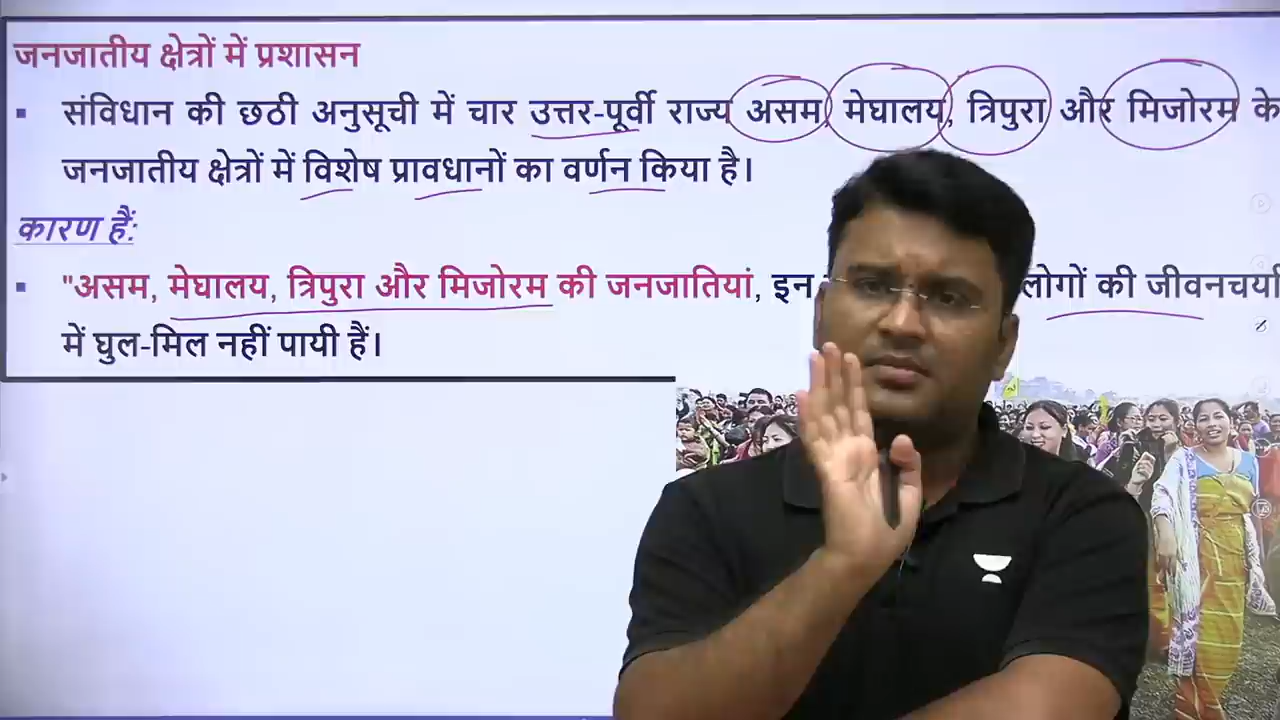 जनजातीय क्षेत्रों में प्रशासन
▪ संविधान की छठी अनुसूची में चार उत्तर-पूर्वी राज्य असम, मेघालय, त्रिपुरा और मिजोरम के
जनजातीय क्षेत्रों में विशेष प्रावधानों का वर्णन किया है।
कारण हैं:
▪ "असम, मेघालय, त्रिपुरा और मिजोरम की जनजातियां, इन लोगों की जीवनचर्या
में घुल-मिल नहीं पायी हैं।